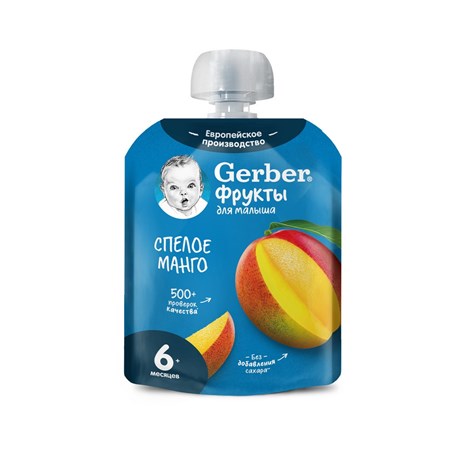 Европейское
производство
Gerber®
фрукты
для малыша
СПЕЛОЕ
МАНГО
500+
проверок
качества
Без
добавления
сахара*
6+
месяцев